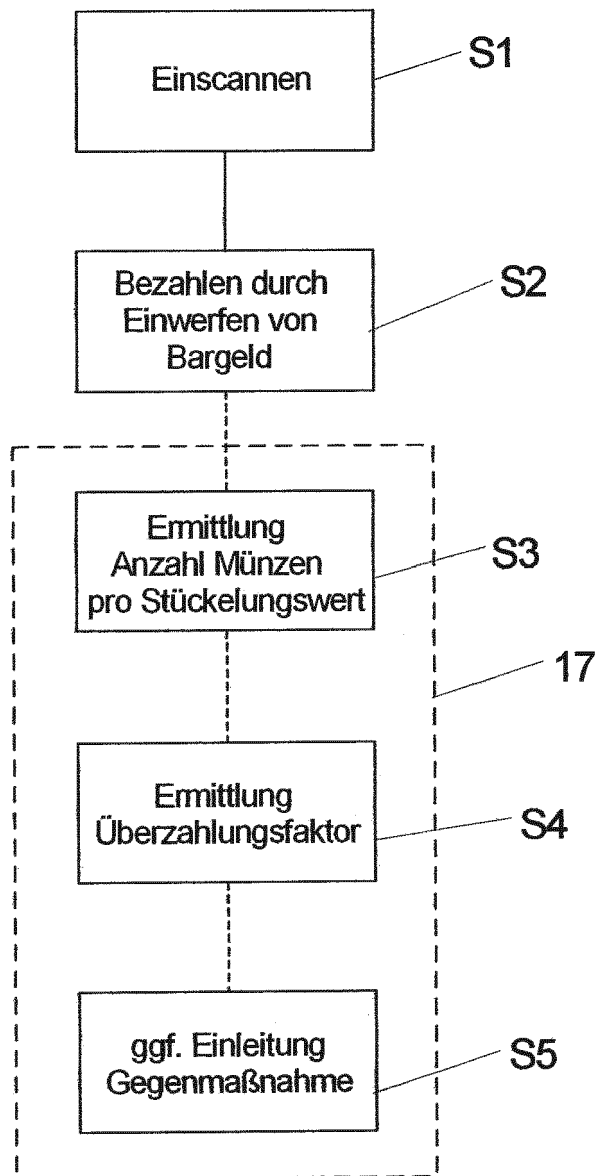 Einscannen
S1
Bezahlen durch
Einwerfen von
Bargeld
S2
Ermittlung
Anzahl Münzen
pro Stückelungswert
S3
17
Ermittlung
Überzahlungsfaktor
S4
ggf. Einleitung
Gegenmaßnahme
S5